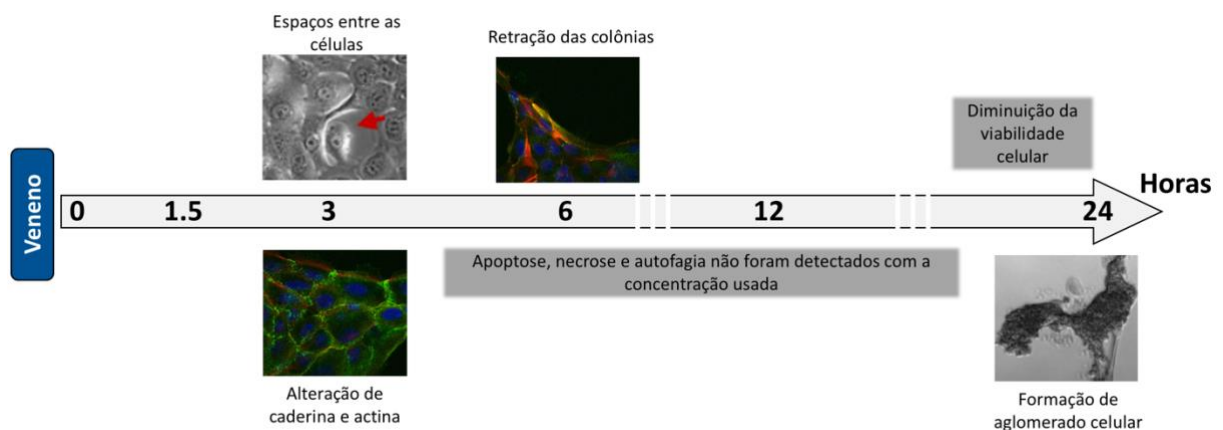 Espaços entre as
células
Retração das colônias
Diminuição da
viabilidade
celular
Veneno
0 1.5 3 6 12 24
Horas
Apoptose, necrose e autofagia não foram detectados com a
concentração usada
Alteração de
caderina e actina
Formação de
aglomerado celular